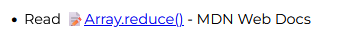 • Read 📝Array.reduce() - MDN Web Docs